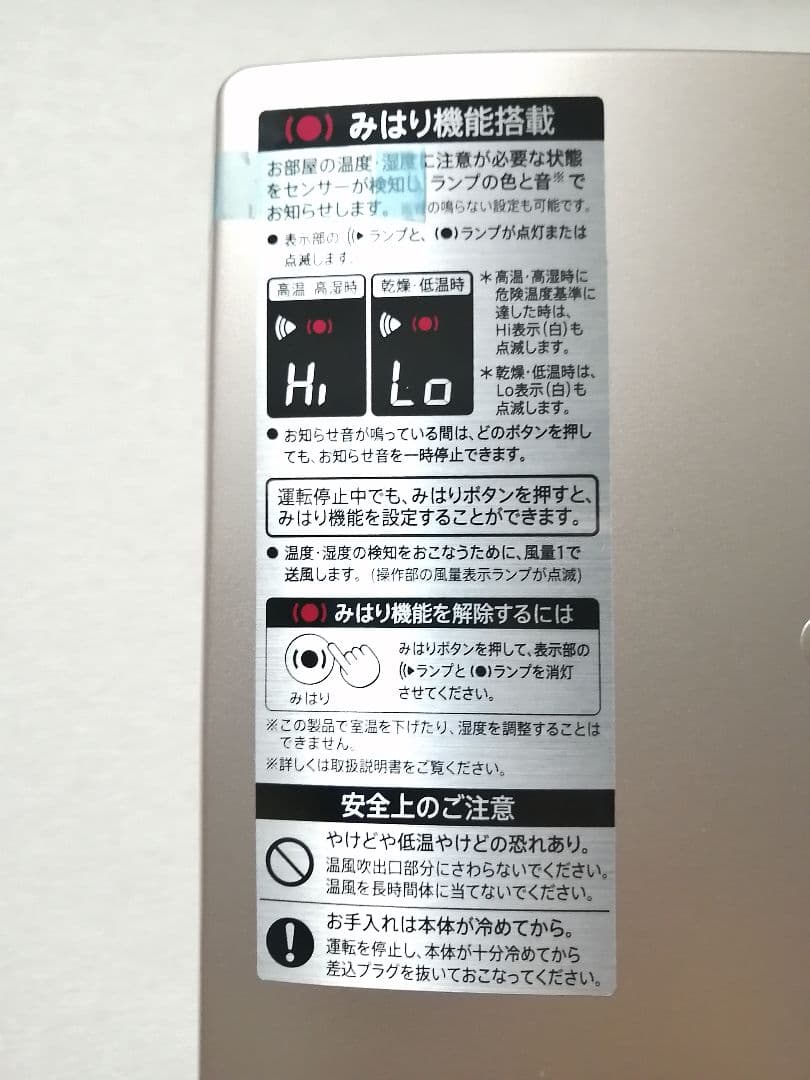 みはり機能搭載
お部屋の温度・湿度に注意が必要な状態
をセンサーが検知し ランプの色と音※で
お知らせします。 の鳴らない設定も可能です。
● 表示部の ランプと、(●)ランプが点灯または
点滅します。
高温 高湿時
Hi
乾燥・低温時
Lo
＊高温・高湿時に
危険温度基準に
達した時は、
Hi表示(白)も
点滅します。
＊乾燥・低温時は、
Lo表示(白)も
点滅します。
● お知らせ音が鳴っている間は、どのボタンを押し
ても、お知らせ音を一時停止できます。
運転停止中でも、みはりボタンを押すと、
みはり機能を設定することができます。
● 温度・湿度の検知をおこなうために、風量1で
送風します。(操作部の風量表示ランプが点滅)
みはり機能を解除するには
みはり
みはりボタンを押して、表示部の
ランプと(●)ランプを消灯
させてください。
※この製品で室温を下げたり、湿度を調整することは
できません。
※詳しくは取扱説明書をご覧ください。
安全上のご注意
やけどや低温やけどの恐れあり。
温風吹出口部分にさわらないでください。
温風を長時間体に当てないでください。
お手入れは本体が冷めてから。
運転を停止し、本体が十分冷めてから
差込プラグを抜いておこなってください。